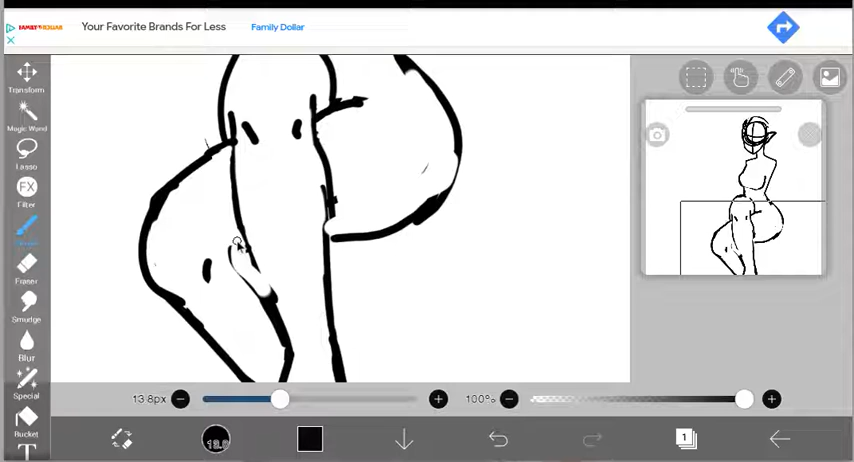 FAMILY DOLLAR
Your Favorite Brands For Less
Family Dollar
Transform
Magic Wand
Lasso
FX
Filter
Eraser
Smudge
Blur
Special
Bucket
T
13.8px
100%
1